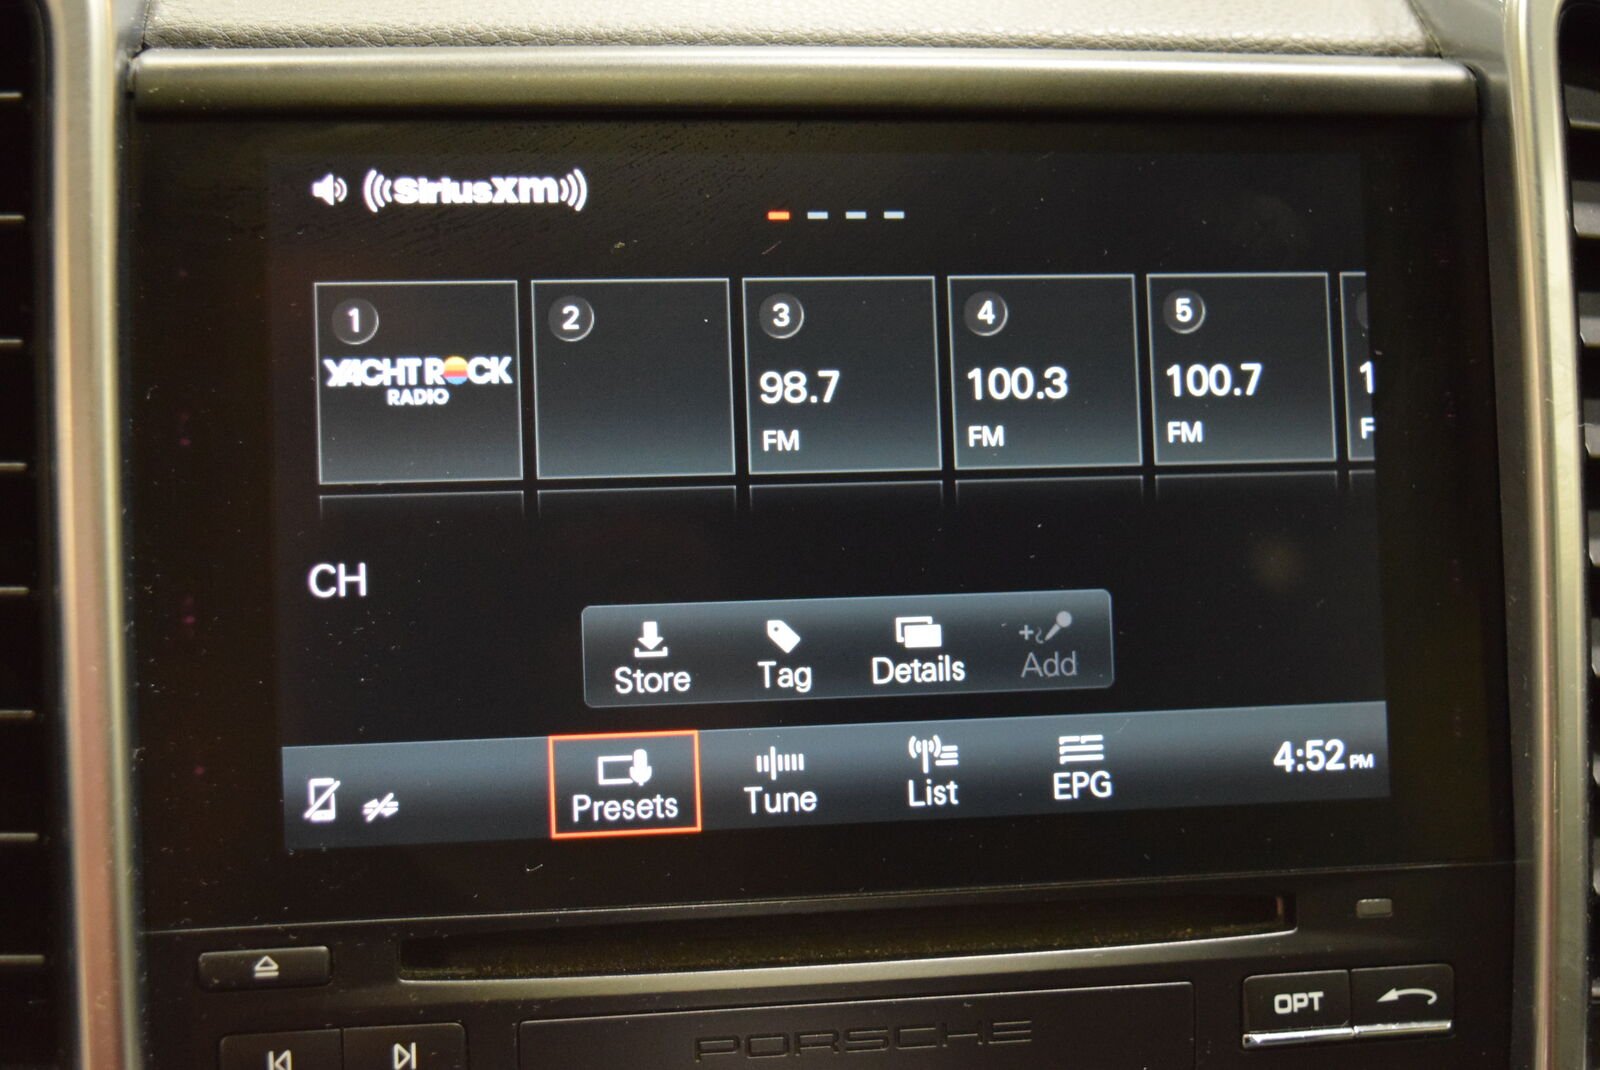 SiriusXm
1
2
3
4
5
YACHT ROCK
RADIO
98.7
100.3
100.7
1
FM
FM
FM
F
CH
Store
Tag
Details
Add
Presets
Tune
List
EPG
4:52 PM
OPT
PORSCHE